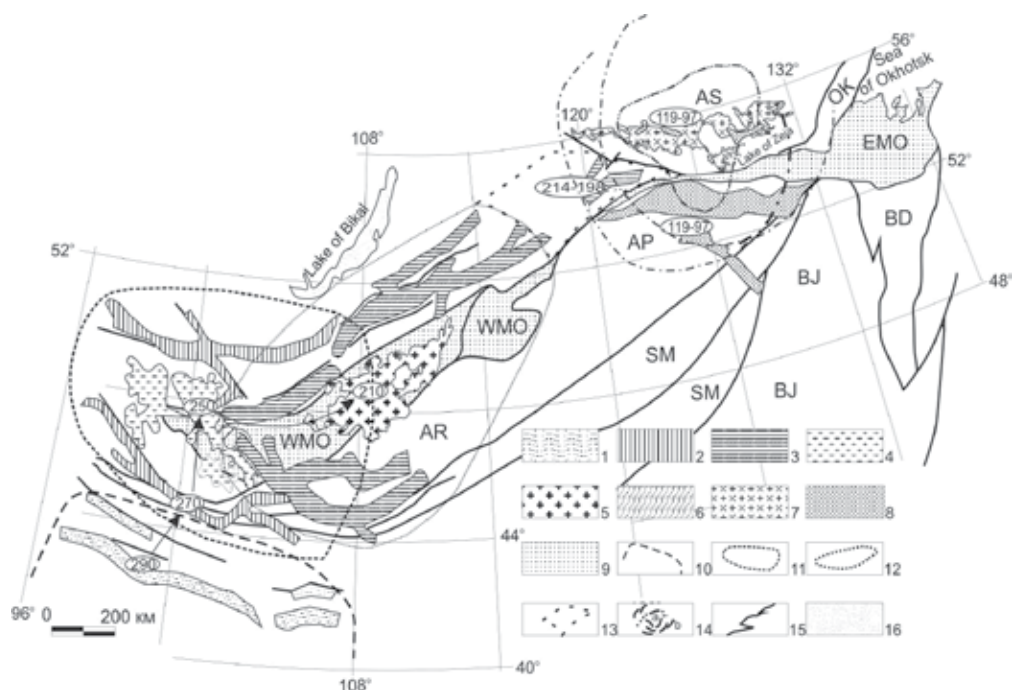 56°
Sea
of Okhotsk
132°
OK
AS
120°
119-97
Lake of Zeja
EMO
108°
52°
214-198
119-97
BD
Lake of Bikal
52°
AP
BJ
48°
WMO
SM
210
SM
BJ
250
WMO
AR
1
2
3
4
5
6
7
8
44°
9
10
11
12
290
96°
0 200 км
13
14
15
16
40°
108°